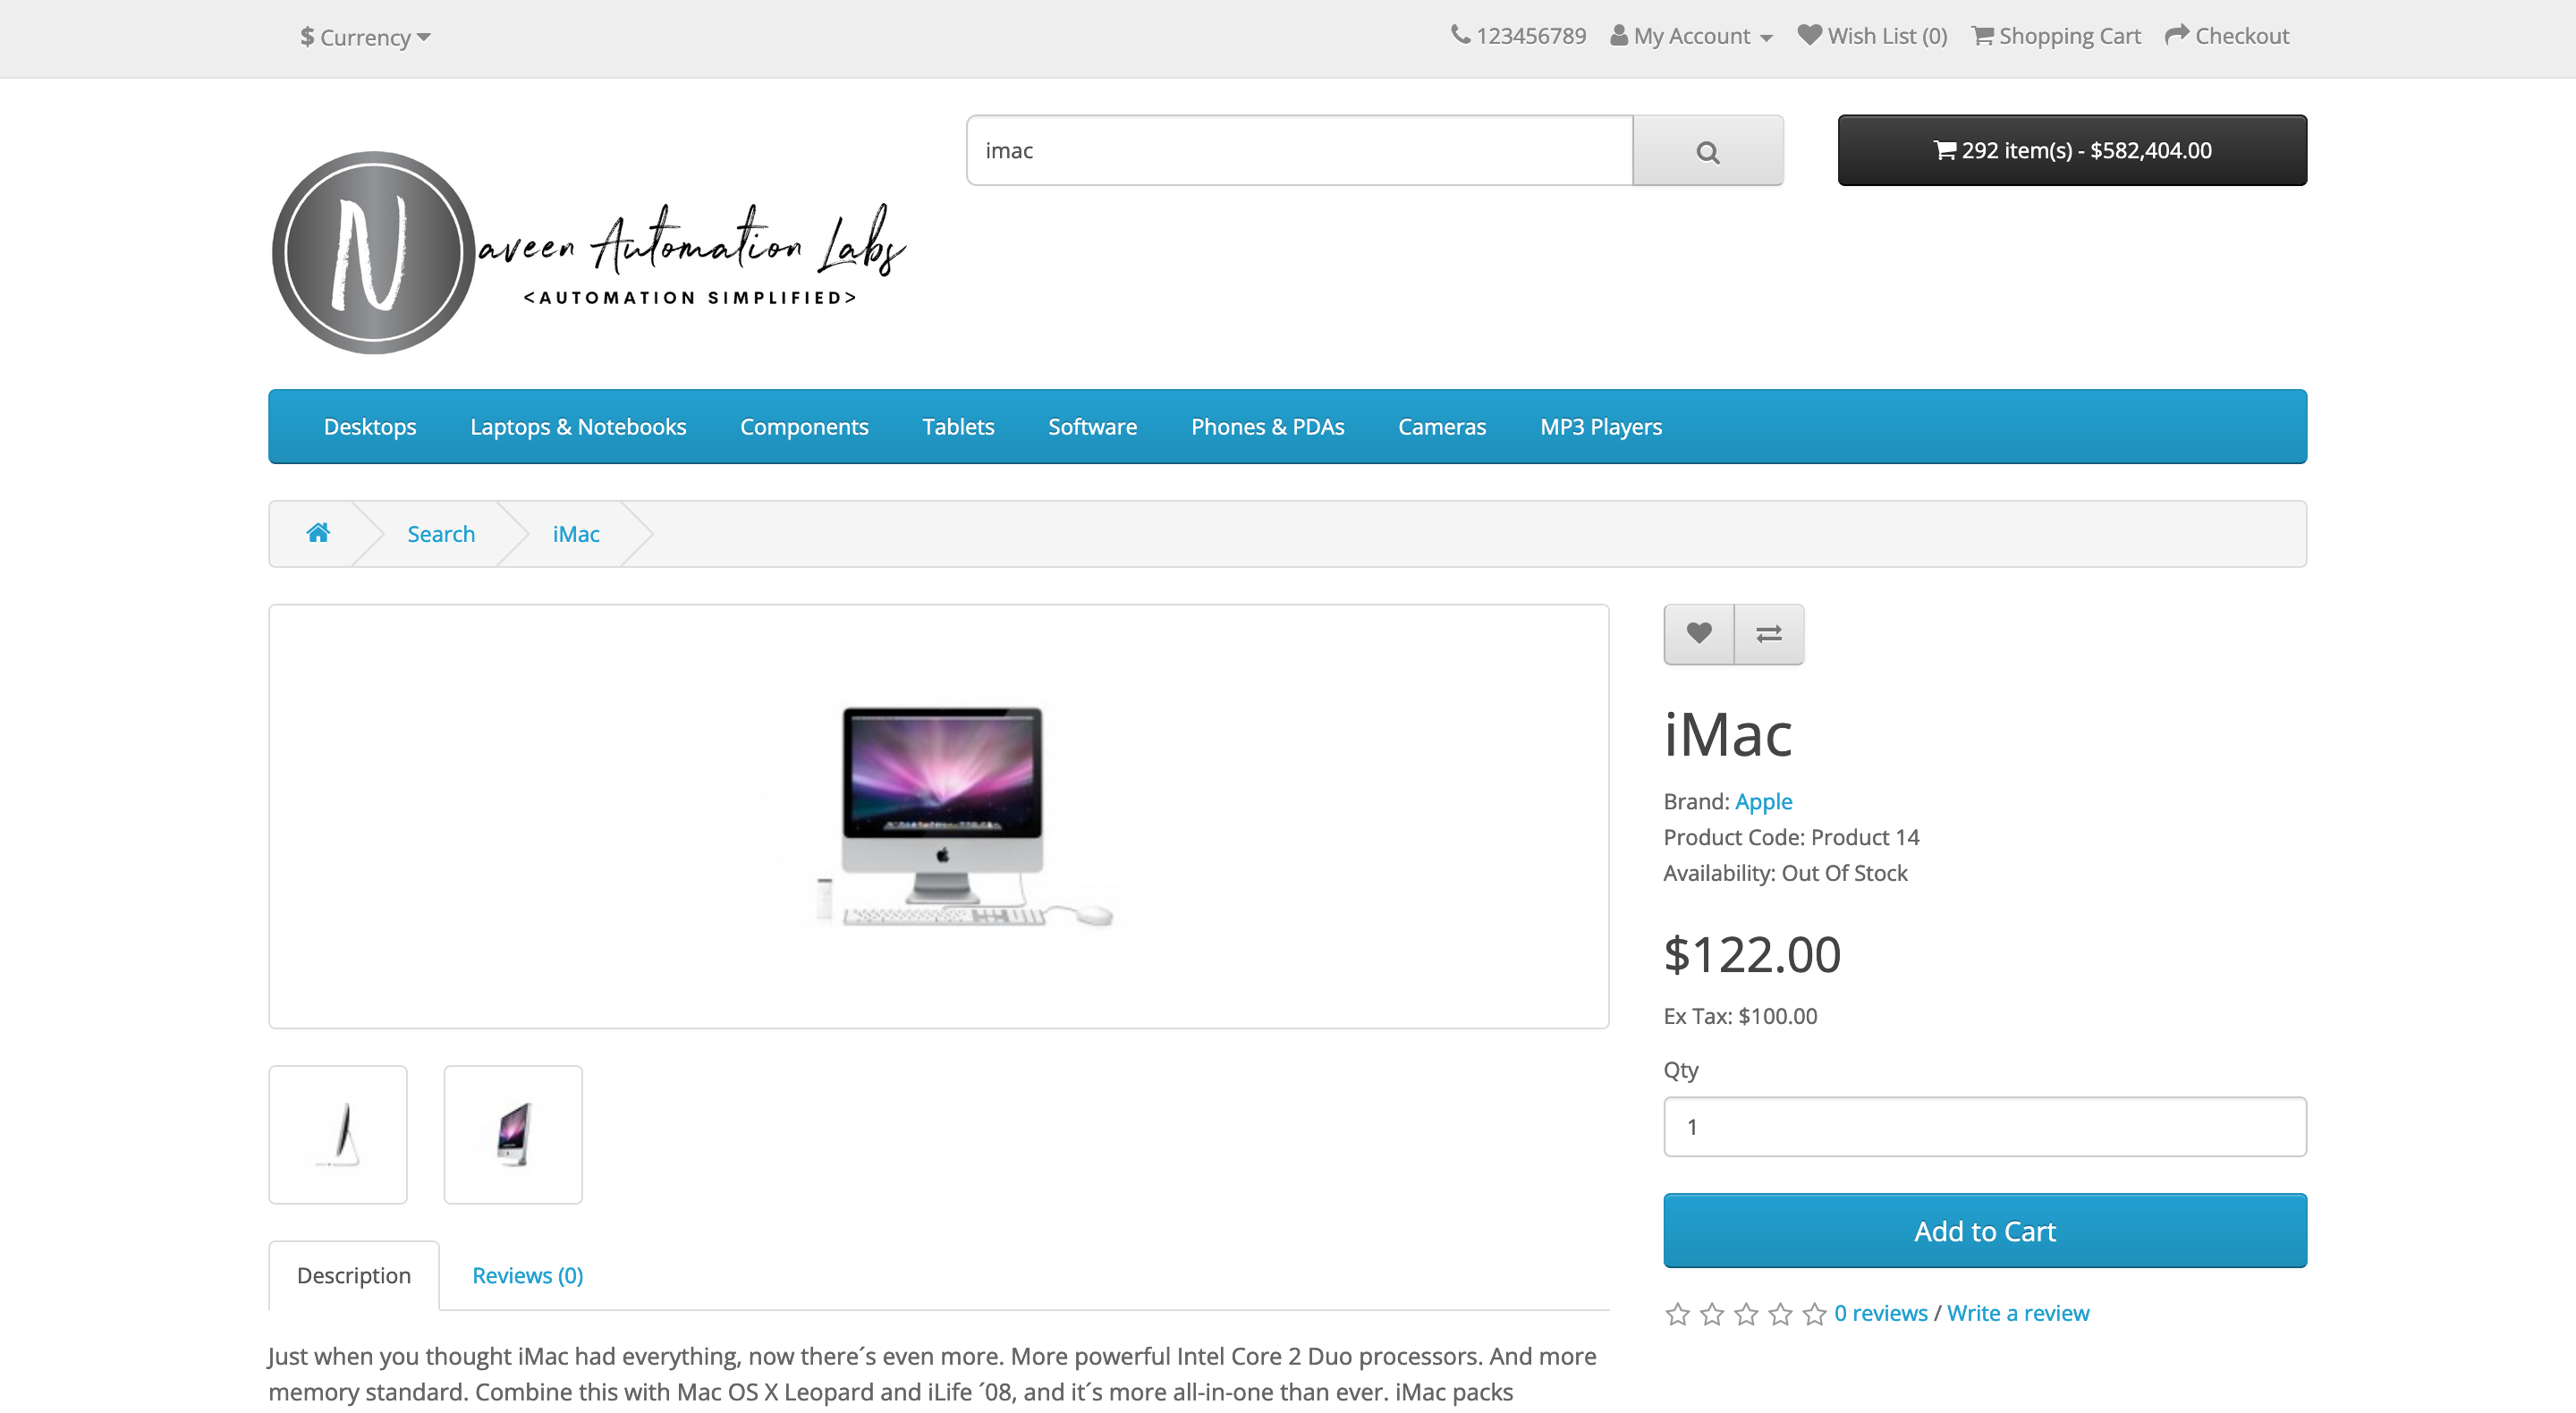 $ Currency
123456789 My Account Wish List (0) Shopping Cart Checkout
imac
292 item(s) - $582,404.00
Naveen Automation Labs
<AUTOMATION SIMPLIFIED>
Desktops Laptops & Notebooks Components Tablets Software Phones & PDAs Cameras MP3 Players
Search iMac
iMac
Brand: Apple
Product Code: Product 14
Availability: Out Of Stock
$122.00
Ex Tax: $100.00
Qty
1
Add to Cart
0 reviews / Write a review
Description Reviews (0)
Just when you thought iMac had everything, now there´s even more. More powerful Intel Core 2 Duo processors. And more
memory standard. Combine this with Mac OS X Leopard and iLife ´08, and it´s more all-in-one than ever. iMac packs